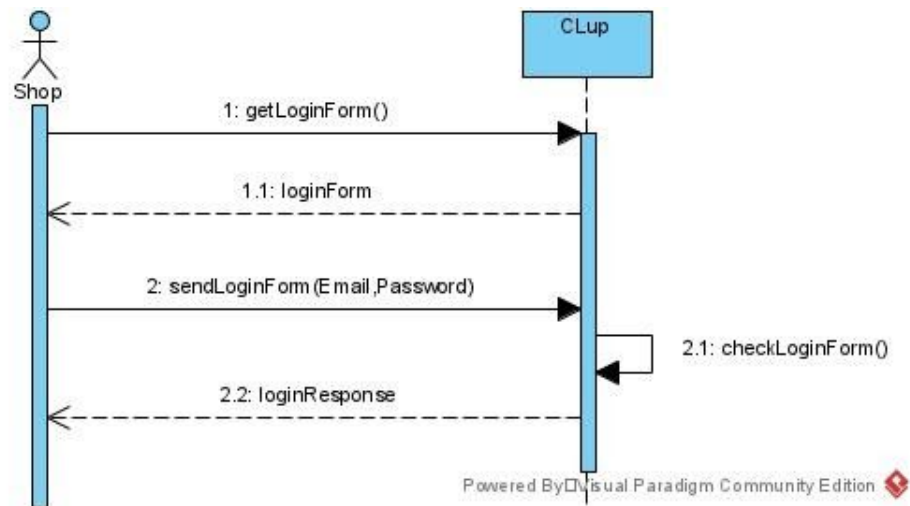 CLup
Shop
1: getLoginForm()
1.1: loginForm
2: sendLoginForm(Email,Password)
2.1: checkLoginForm()
2.2: loginResponse
Powered By□Visual Paradigm Community Edition